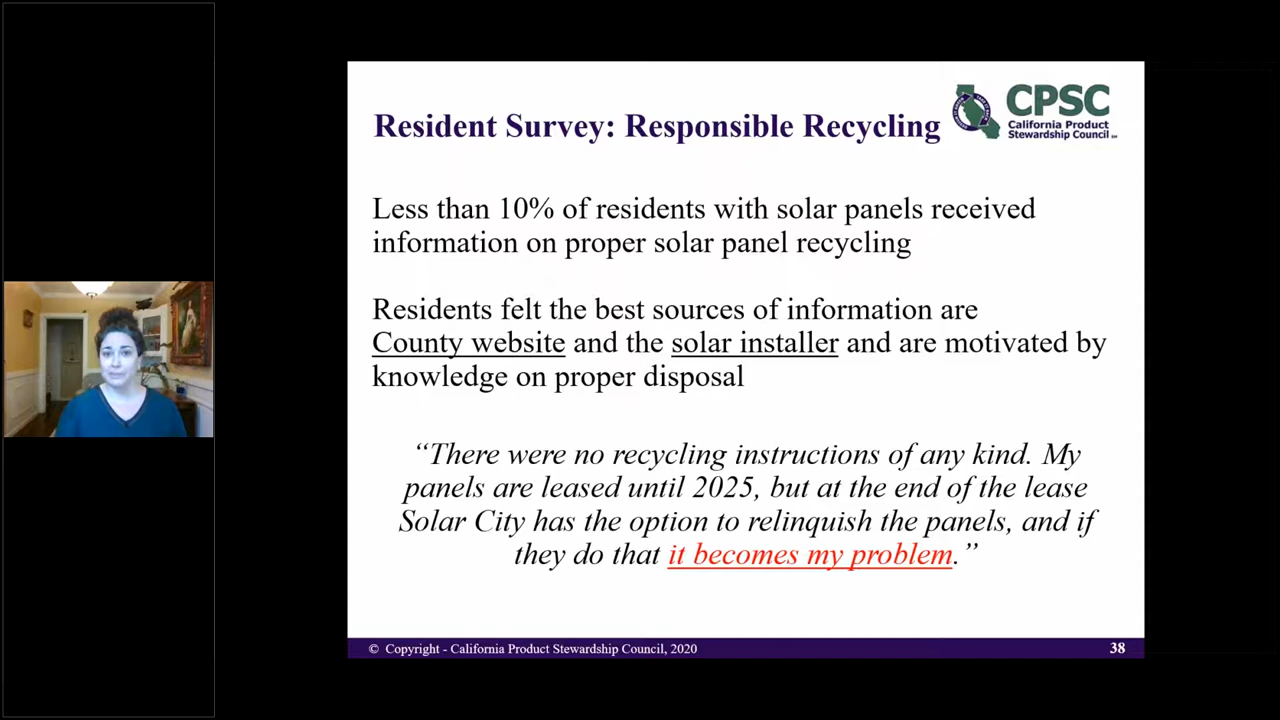 Resident Survey: Responsible Recycling
CPSC
California Product
Stewardship Council
Less than 10% of residents with solar panels received
information on proper solar panel recycling
Residents felt the best sources of information are
County website and the solar installer and are motivated by
knowledge on proper disposal
“There were no recycling instructions of any kind. My
panels are leased until 2025, but at the end of the lease
Solar City has the option to relinquish the panels, and if
they do that it becomes my problem.”
© Copyright - California Product Stewardship Council, 2020
38